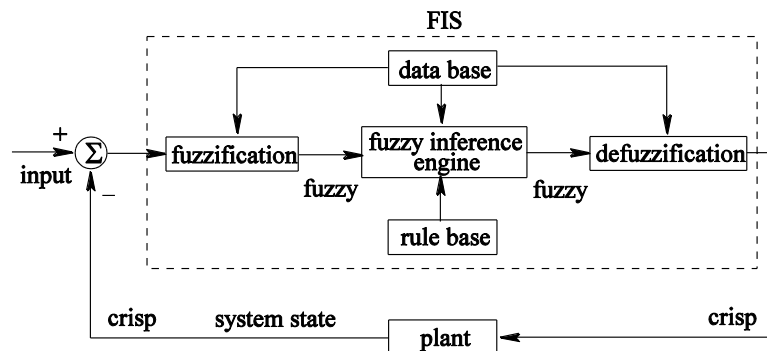 FIS
data base
+
Σ
input
−
fuzzification
fuzzy
fuzzy inference
engine
fuzzy
defuzzification
rule base
crisp
system state
plant
crisp